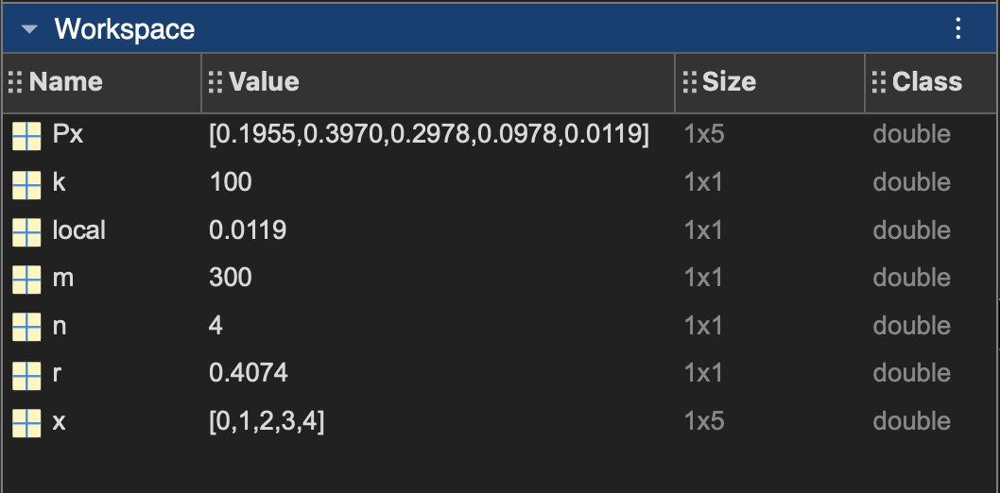 Workspace
Name Value Size Class
Px [0.1955,0.3970,0.2978,0.0978,0.0119] 1x5 double
k 100 1x1 double
local 0.0119 1x1 double
m 300 1x1 double
n 4 1x1 double
r 0.4074 1x1 double
x [0,1,2,3,4] 1x5 double